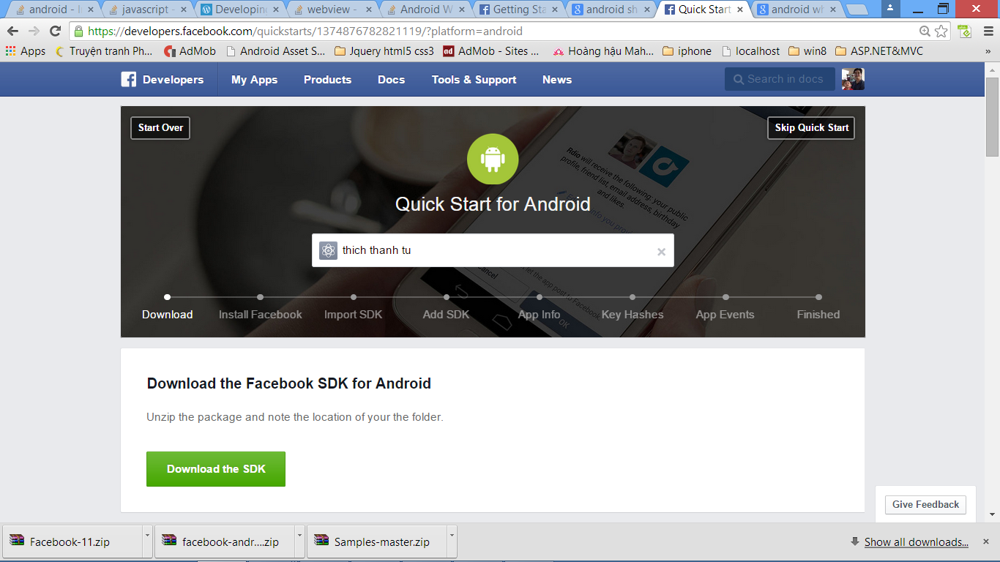 android - I
javascript -
Developing
webview -
Android W
Getting Sta
android sh
Quick Start
android wh
https://developers.facebook.com/quickstarts/1374876782821119/?platform=android
Apps
Truyện tranh Ph...
AdMob
Android Asset S...
Jquery html5 css3
ad AdMob - Sites ...
Hoàng hậu Mah...
iphone
localhost
win8
ASP.NET&MVC
»
Developers
My Apps
Products
Docs
Tools & Support
News
Search in docs
Start Over
Skip Quick Start
Rdio will receive the following: your public
profile, friend list, email address, birthday
and likes.
Quick Start for Android
thich thanh tu
OK
Download
Install Facebook
Import SDK
Add SDK
App Info
Key Hashes
App Events
Finished
Download the Facebook SDK for Android
Unzip the package and note the location of your the folder.
Download the SDK
Give Feedback
Facebook-11.zip
facebook-andr....zip
Samples-master.zip
Show all downloads...